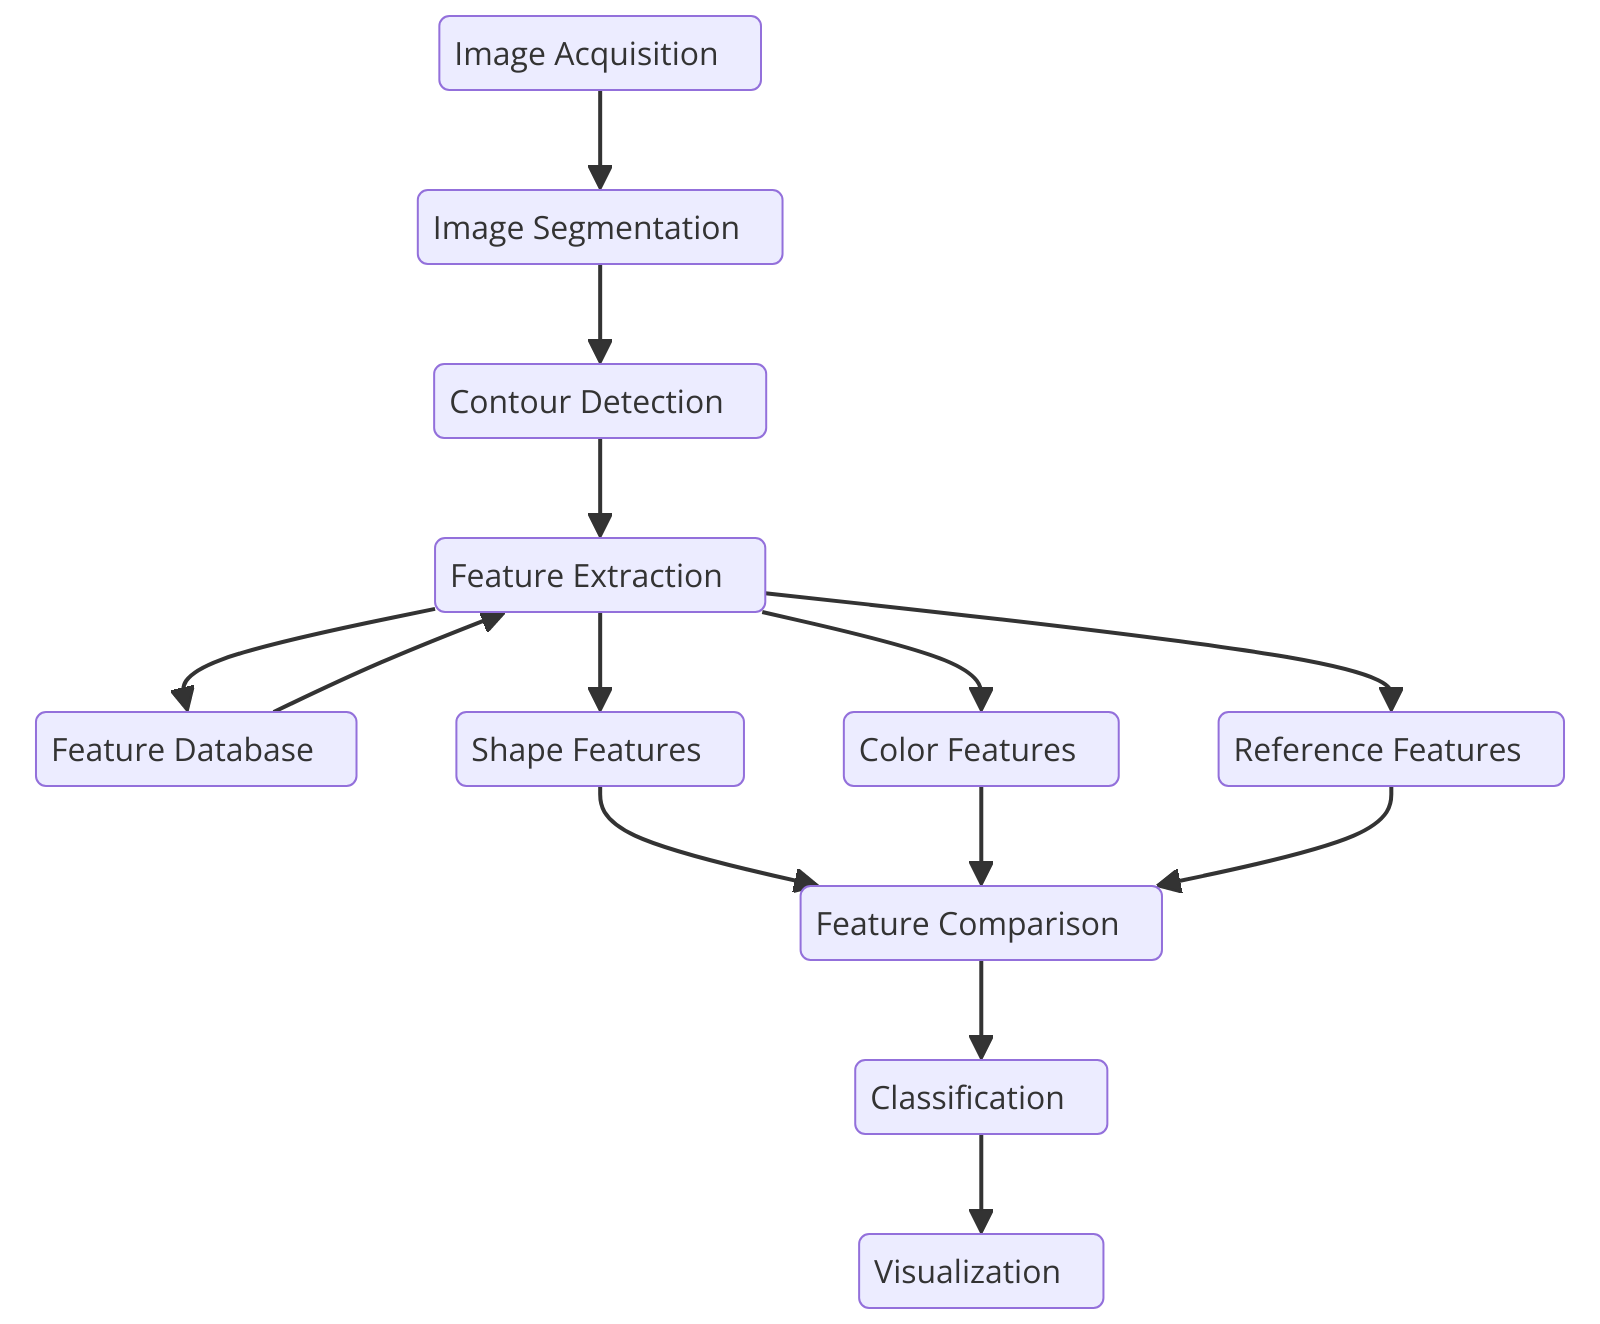 Image Acquisition
Image Segmentation
Contour Detection
Feature Extraction
Feature Database
Shape Features
Color Features
Reference Features
Feature Comparison
Classification
Visualization